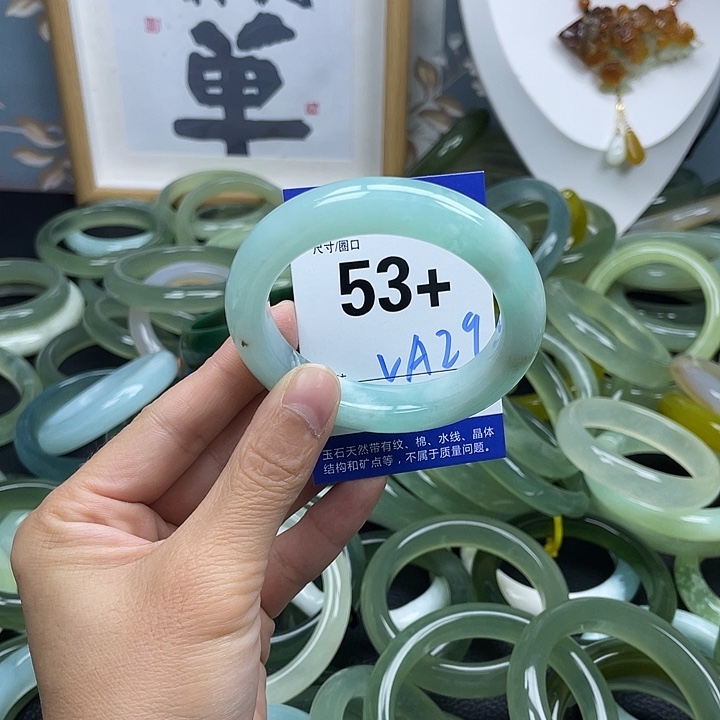 单
尺寸/圈口
53+
VA29
玉石天然带有纹、棉、水线、晶体
结构和矿点等，不属于质量问题。